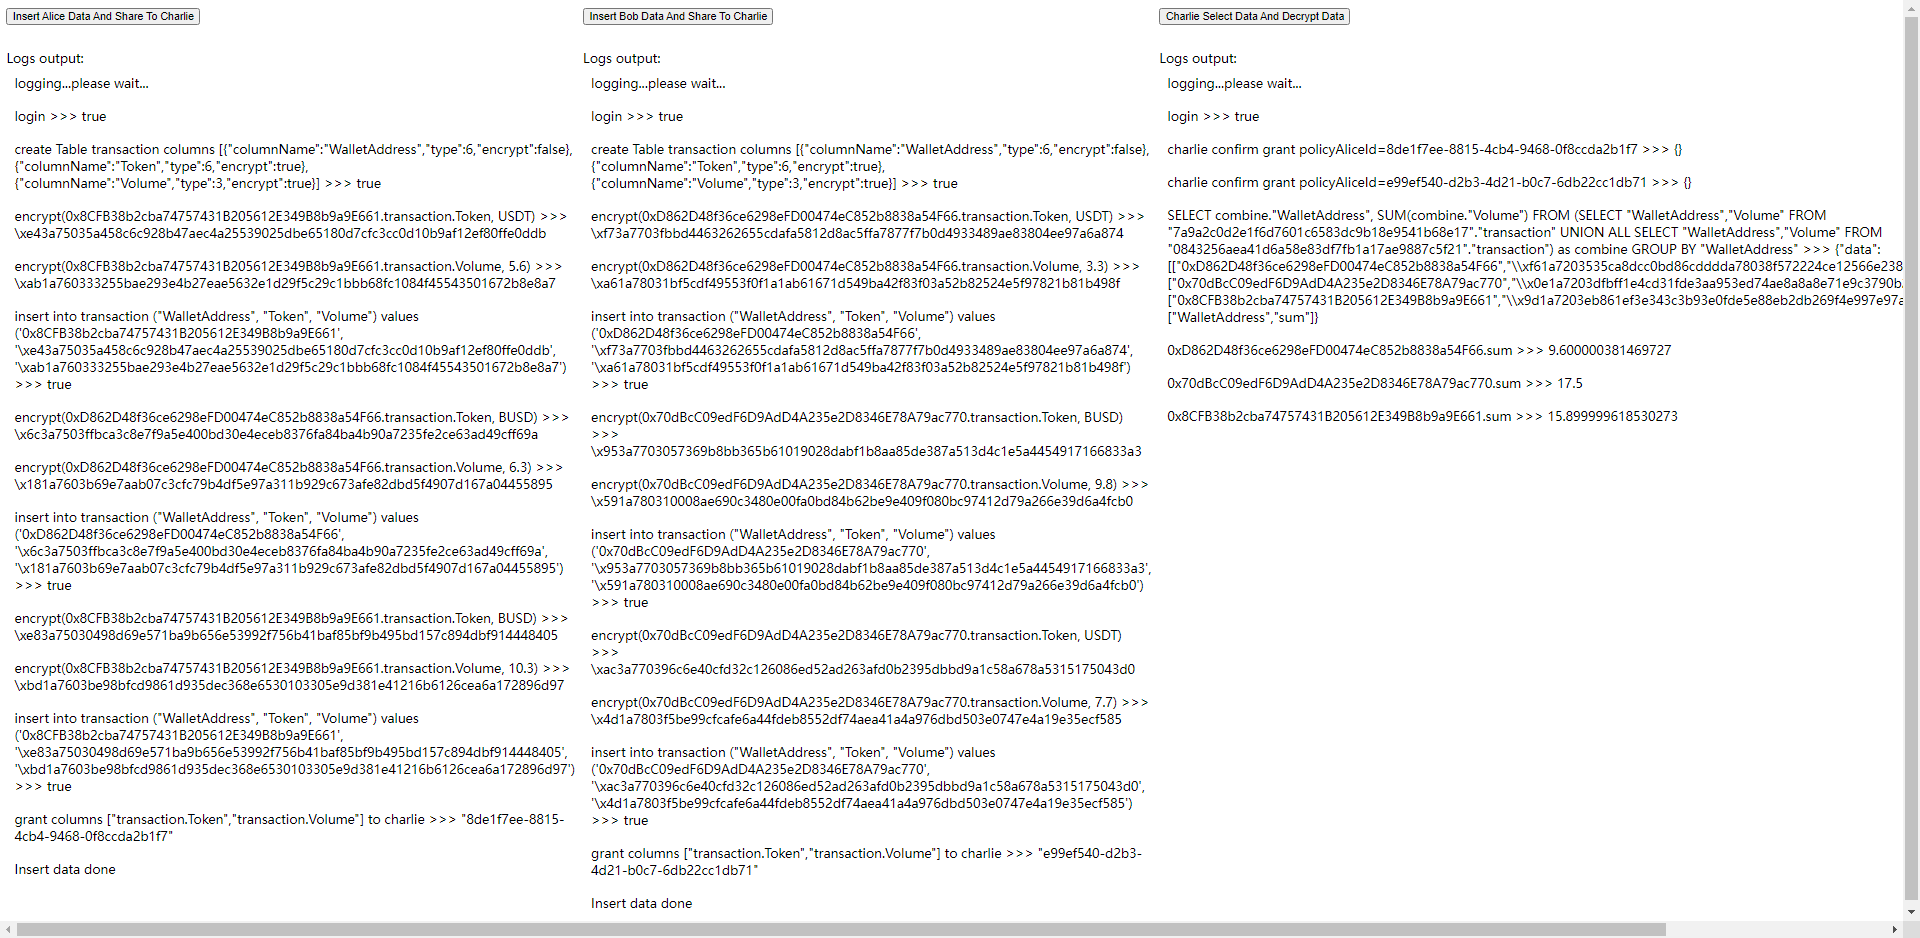 Insert Alice Data And Share To Charlie
Logs output:
logging...please wait...
login >>> true
create Table transaction columns [{"columnName":"WalletAddress","type":6,"encrypt":false},
{"columnName":"Token","type":6,"encrypt":true},
{"columnName":"Volume","type":3,"encrypt":true}] >>> true
encrypt(0x8CFB38b2cba74757431B205612E349B8b9a9E661.transaction.Token, USDT) >>>
\xe43a75035a458c6c928b47aec4a25539025dbe65180d7cfc3cc0d10b9af12ef80ffe0ddb
encrypt(0x8CFB38b2cba74757431B205612E349B8b9a9E661.transaction.Volume, 5.6) >>>
\xab1a760333255bae293e4b27eae5632e1d29f5c29c1bbb68fc1084f45543501672b8e8a7
insert into transaction ("WalletAddress", "Token", "Volume") values
('0x8CFB38b2cba74757431B205612E349B8b9a9E661',
'\xe43a75035a458c6c928b47aec4a25539025dbe65180d7cfc3cc0d10b9af12ef80ffe0ddb',
'\xab1a760333255bae293e4b27eae5632e1d29f5c29c1bbb68fc1084f45543501672b8e8a7')
>>> true
encrypt(0xD862D48f36ce6298eFD00474eC852b8838a54F66.transaction.Token, BUSD) >>>
\x6c3a7503ffbca3c8e7f9a5e400bd30e4eceb8376fa84ba4b90a7235fe2ce63ad49cff69a
encrypt(0xD862D48f36ce6298eFD00474eC852b8838a54F66.transaction.Volume, 6.3) >>>
\x181a7603b69e7aab07c3cfc79b4df5e97a311b929c673afe82dbd5f4907d167a04455895
insert into transaction ("WalletAddress", "Token", "Volume") values
('0xD862D48f36ce6298eFD00474eC852b8838a54F66',
'\x6c3a7503ffbca3c8e7f9a5e400bd30e4eceb8376fa84ba4b90a7235fe2ce63ad49cff69a',
'\x181a7603b69e7aab07c3cfc79b4df5e97a311b929c673afe82dbd5f4907d167a04455895')
>>> true
encrypt(0x8CFB38b2cba74757431B205612E349B8b9a9E661.transaction.Token, BUSD) >>>
\xe83a75030498d69e571ba9b656e53992f756b41baf85bf9b495bd157c894dbf914448405
encrypt(0x8CFB38b2cba74757431B205612E349B8b9a9E661.transaction.Volume, 10.3) >>>
\xbd1a7603be98bfcd9861d935dec368e6530103305e9d381e41216b6126cea6a172896d97
insert into transaction ("WalletAddress", "Token", "Volume") values
('0x8CFB38b2cba74757431B205612E349B8b9a9E661',
'\xe83a75030498d69e571ba9b656e53992f756b41baf85bf9b495bd157c894dbf914448405',
'\xbd1a7603be98bfcd9861d935dec368e6530103305e9d381e41216b6126cea6a172896d97')
>>> true
grant columns ["transaction.Token","transaction.Volume"] to charlie >>> "8de1f7ee-8815-
4cb4-9468-0f8ccda2b1f7"
Insert data done
Insert Bob Data And Share To Charlie
Logs output:
logging...please wait...
login >>> true
create Table transaction columns [{"columnName":"WalletAddress","type":6,"encrypt":false},
{"columnName":"Token","type":6,"encrypt":true},
{"columnName":"Volume","type":3,"encrypt":true}] >>> true
encrypt(0xD862D48f36ce6298eFD00474eC852b8838a54F66.transaction.Token, USDT) >>>
\xf73a7703fbbd4463262655cdafa5812d8ac5ffa7877f7b0d4933489ae83804ee97a6a874
encrypt(0xD862D48f36ce6298eFD00474eC852b8838a54F66.transaction.Volume, 3.3) >>>
\xa61a78031bf5cdf49553f0f1a1ab61671d549ba42f83f03a52b82524e5f97821b81b498f
insert into transaction ("WalletAddress", "Token", "Volume") values
('0xD862D48f36ce6298eFD00474eC852b8838a54F66',
'\xf73a7703fbbd4463262655cdafa5812d8ac5ffa7877f7b0d4933489ae83804ee97a6a874',
'\xa61a78031bf5cdf49553f0f1a1ab61671d549ba42f83f03a52b82524e5f97821b81b498f')
>>> true
encrypt(0x70dBcC09edF6D9AdD4A235e2D8346E78A79ac770.transaction.Token, BUSD)
>>>
\x953a7703057369b8bb365b61019028dabf1b8aa85de387a513d4c1e5a4454917166833a3
encrypt(0x70dBcC09edF6D9AdD4A235e2D8346E78A79ac770.transaction.Volume, 9.8) >>>
\x591a780310008ae690c3480e00fa0bd84b62be9e409f080bc97412d79a266e39d6a4fcb0
insert into transaction ("WalletAddress", "Token", "Volume") values
('0x70dBcC09edF6D9AdD4A235e2D8346E78A79ac770',
'\x953a7703057369b8bb365b61019028dabf1b8aa85de387a513d4c1e5a4454917166833a3',
'\x591a780310008ae690c3480e00fa0bd84b62be9e409f080bc97412d79a266e39d6a4fcb0')
>>> true
encrypt(0x70dBcC09edF6D9AdD4A235e2D8346E78A79ac770.transaction.Token, USDT)
>>>
\xac3a770396c6e40cfd32c126086ed52ad263afd0b2395dbbd9a1c58a678a5315175043d0
encrypt(0x70dBcC09edF6D9AdD4A235e2D8346E78A79ac770.transaction.Volume, 7.7) >>>
\x4d1a7803f5be99cfcafe6a44fdeb8552df74aea41a4a976dbd503e0747e4a19e35ecf585
insert into transaction ("WalletAddress", "Token", "Volume") values
('0x70dBcC09edF6D9AdD4A235e2D8346E78A79ac770',
'\xac3a770396c6e40cfd32c126086ed52ad263afd0b2395dbbd9a1c58a678a5315175043d0',
'\x4d1a7803f5be99cfcafe6a44fdeb8552df74aea41a4a976dbd503e0747e4a19e35ecf585')
>>> true
grant columns ["transaction.Token","transaction.Volume"] to charlie >>> "e99ef540-d2b3-
4d21-b0c7-6db22cc1db71"
Insert data done
Charlie Select Data And Decrypt Data
Logs output:
logging...please wait...
login >>> true
charlie confirm grant policyAliceId=8de1f7ee-8815-4cb4-9468-0f8ccda2b1f7 >>> {}
charlie confirm grant policyAliceId=e99ef540-d2b3-4d21-b0c7-6db22cc1db71 >>> {}
SELECT combine."WalletAddress", SUM(combine."Volume") FROM (SELECT "WalletAddress","Volume" FROM
"7a9a2c0d2e1f6d7601c6583dc9b18e9541b68e17"."transaction" UNION ALL SELECT "WalletAddress","Volume" FROM
"0843256aea41d6a58e83df7fb1a17ae9887c5f21"."transaction") as combine GROUP BY "WalletAddress" >>> {"data":
[["0xD862D48f36ce6298eFD00474eC852b8838a54F66","\\xf61a7203535ca8dcc0bd86cdddda78038f572224ce12566e238
["0x70dBcC09edF6D9AdD4A235e2D8346E78A79ac770","\\x0e1a7203dfbff1e4cd31fde3aa953ed74ae8a8a8e71e9c3790b
["0x8CFB38b2cba74757431B205612E349B8b9a9E661","\\x9d1a7203eb861ef3e343c3b93e0fde5e88eb2db269f4e997e97a
["WalletAddress","sum"]}
0xD862D48f36ce6298eFD00474eC852b8838a54F66.sum >>> 9.600000381469727
0x70dBcC09edF6D9AdD4A235e2D8346E78A79ac770.sum >>> 17.5
0x8CFB38b2cba74757431B205612E349B8b9a9E661.sum >>> 15.899999618530273